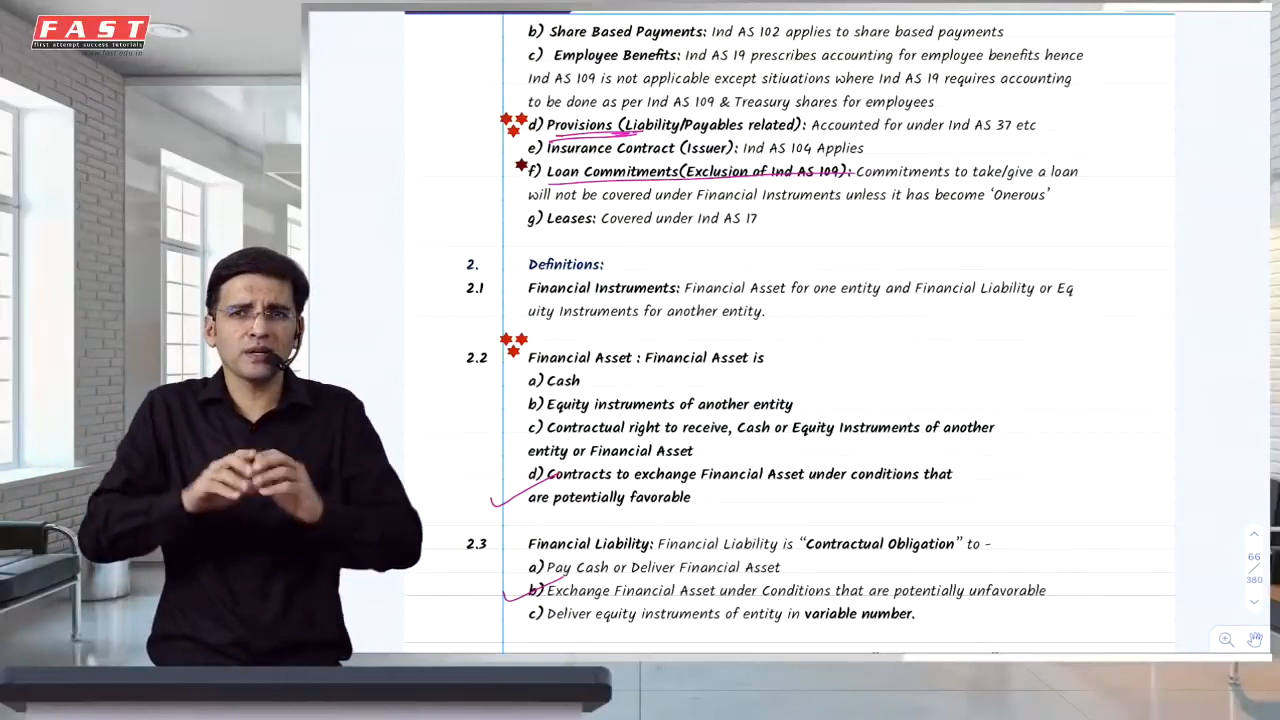 FAST
first attempt success tutorials
www.fast.edu.in
b) Share Based Payments: Ind AS 102 applies to share based payments
c) Employee Benefits: Ind AS 19 prescribes accounting for employee benefits hence
Ind AS 109 is not applicable except sitiuations where Ind AS 19 requires accounting
to be done as per Ind AS 109 & Treasury shares for employees
d) Provisions (Liability/Payables related): Accounted for under Ind AS 37 etc
e) Insurance Contract (Issuer): Ind AS 104 Applies
f) Loan Commitments(Exclusion of Ind AS 109): Commitments to take/give a loan
will not be covered under Financial Instruments unless it has become ‘Onerous’
g) Leases: Covered under Ind AS 17
2. Definitions:
2.1 Financial Instruments: Financial Asset for one entity and Financial Liability or Eq
uity Instruments for another entity.
2.2 Financial Asset : Financial Asset is
a) Cash
b) Equity instruments of another entity
c) Contractual right to receive, Cash or Equity Instruments of another
entity or Financial Asset
d) Contracts to exchange Financial Asset under conditions that
are potentially favorable
2.3 Financial Liability: Financial Liability is “Contractual Obligation” to -
a) Pay Cash or Deliver Financial Asset
b) Exchange Financial Asset under Conditions that are potentially unfavorable
c) Deliver equity instruments of entity in variable number.
66
/
380